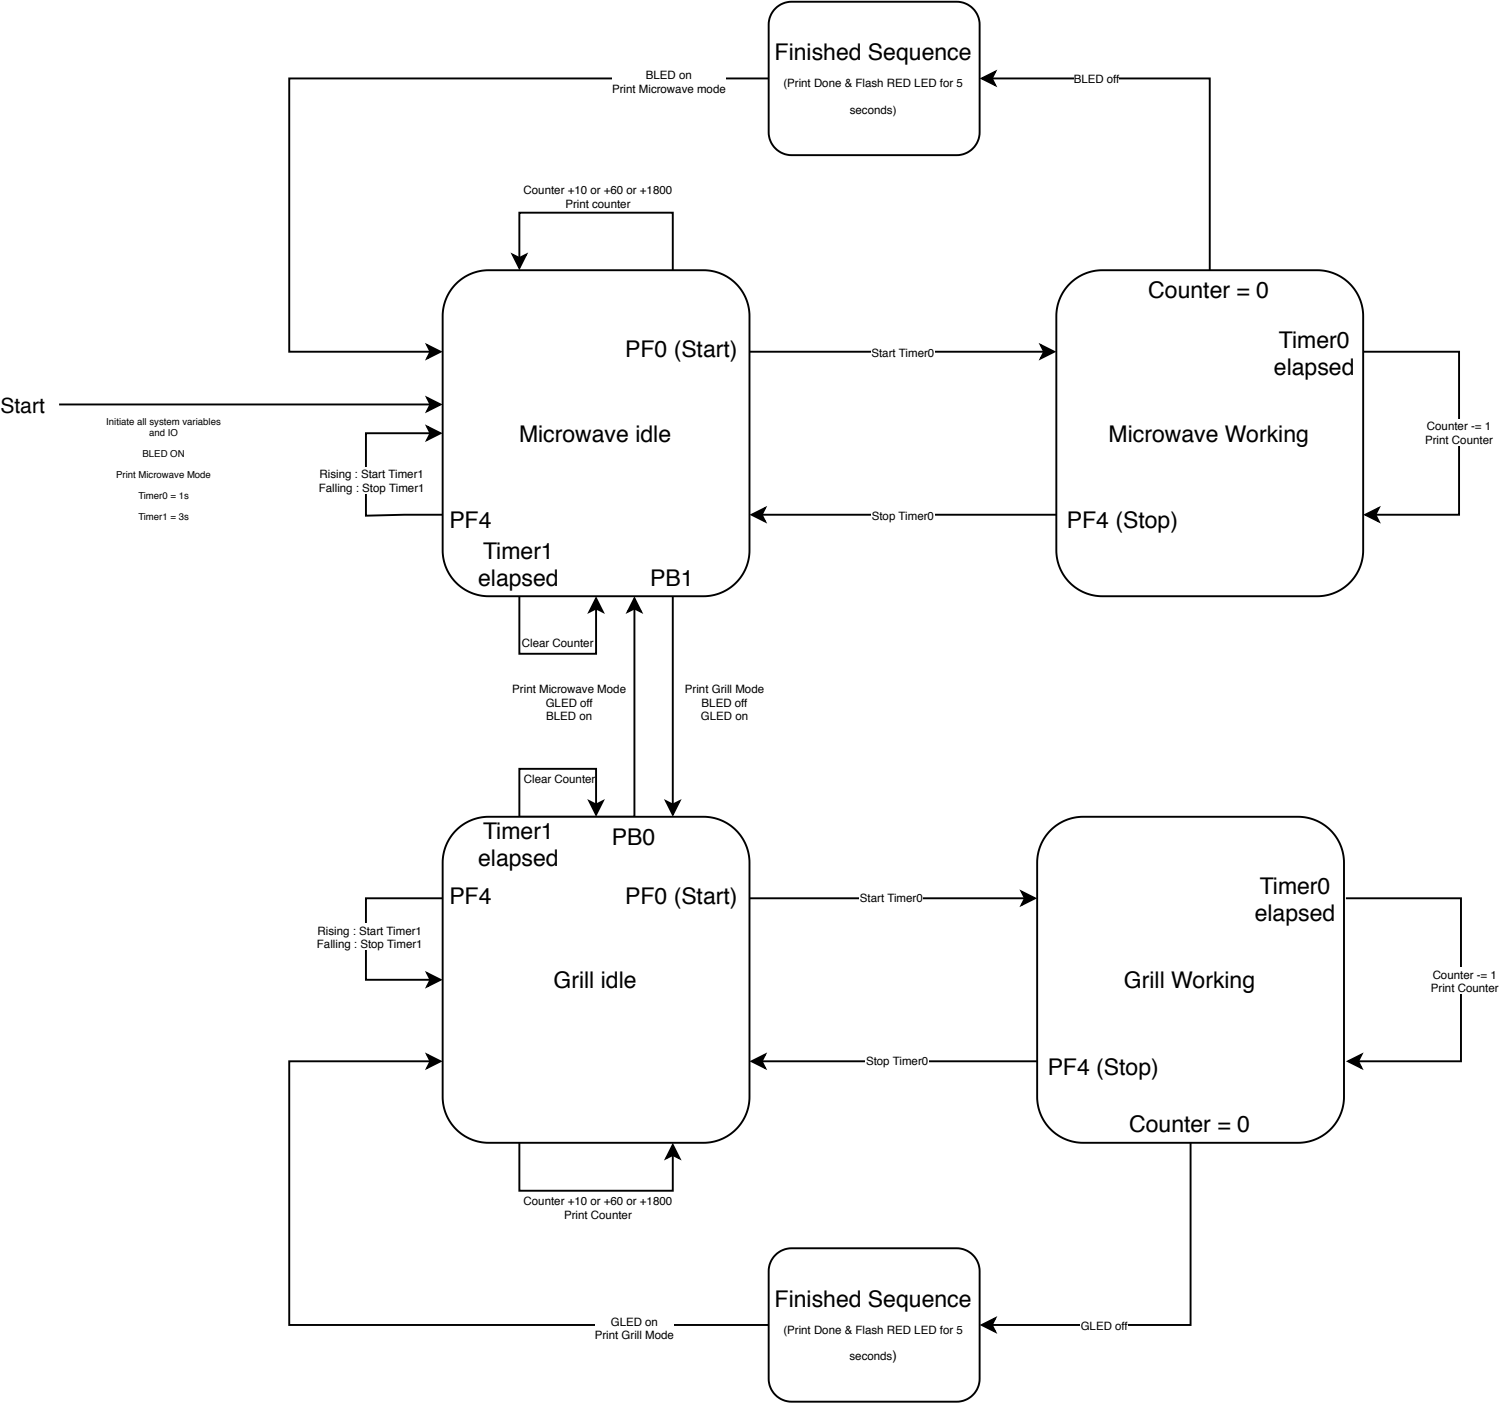 Finished Sequence
(Print Done & Flash RED LED for 5
seconds)
BLED on
Print Microwave mode
BLED off
Counter +10 or +60 or +1800
Print counter
Counter = 0
PF0 (Start)
Start Timer0
Timer0
elapsed
Start
Initiate all system variables
and IO
BLED ON
Print Microwave Mode
Timer0 = 1s
Timer1 = 3s
Microwave idle
Microwave Working
Counter -= 1
Print Counter
Rising : Start Timer1
Falling : Stop Timer1
PF4
Stop Timer0
PF4 (Stop)
Timer1
elapsed
PB1
Clear Counter
Print Microwave Mode
GLED off
BLED on
Print Grill Mode
BLED off
GLED on
Clear Counter
Timer1
elapsed
PB0
PF4
PF0 (Start)
Start Timer0
Timer0
elapsed
Rising : Start Timer1
Falling : Stop Timer1
Grill idle
Grill Working
Counter -= 1
Print Counter
Stop Timer0
PF4 (Stop)
Counter = 0
Counter +10 or +60 or +1800
Print Counter
Finished Sequence
(Print Done & Flash RED LED for 5
seconds)
GLED on
Print Grill Mode
GLED off